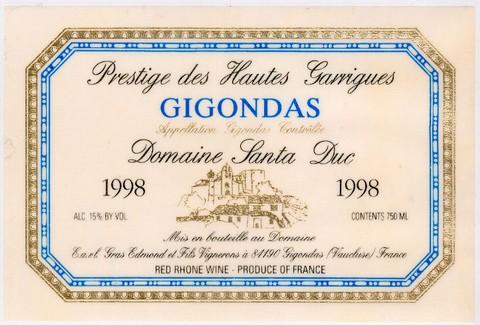 Prestige des Hautes Garrigues
GIGONDAS
Appellation Gigondas Contrôlée
Domaine Santa Duc
1998 1998
ALC. 15% BY VOL. CONTENTS 750 ML
Mis en bouteille au Domaine
E.a.r.l. Gras Edmond et Fils Vignerons à 84190 Gigondas (Vaucluse) France
RED RHONE WINE - PRODUCE OF FRANCE